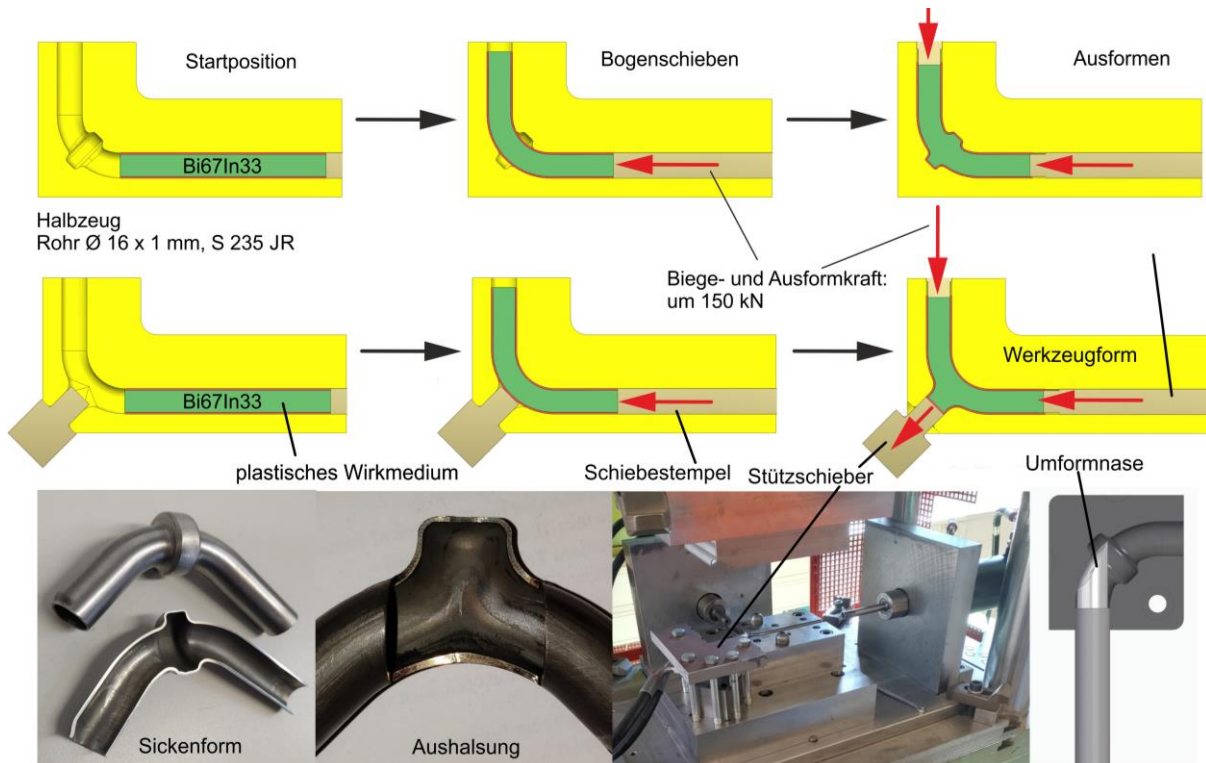 Startposition
Bogenschieben
Ausformen
Bi67In33
Halbzeug
Rohr Ø 16 x 1 mm, S 235 JR
Biege- und Ausformkraft:
um 150 kN
Werkzeugform
Bi67In33
plastisches Wirkmedium
Schiebestempel
Stützschieber
Umformnase
Sickenform
Aushalsung